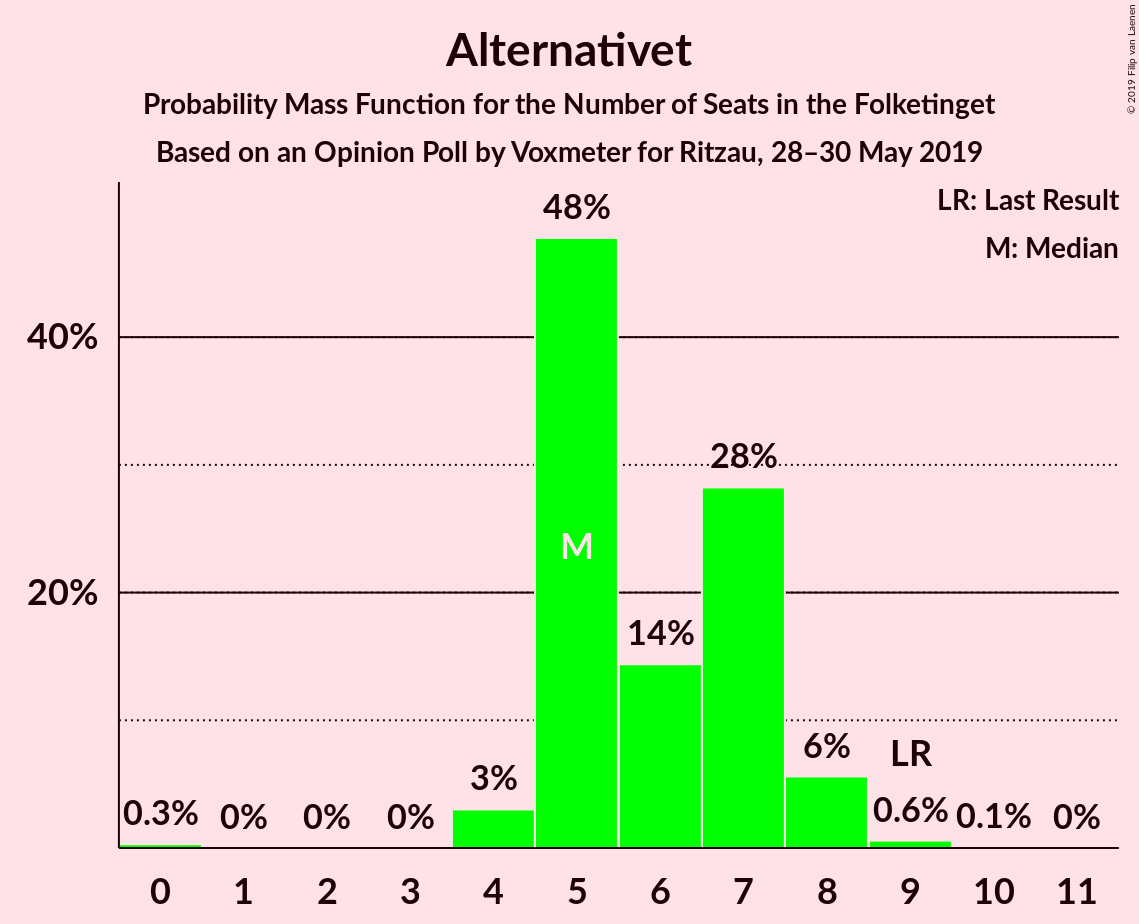 Alternativet
Probability Mass Function for the Number of Seats in the Folketinget
Based on an Opinion Poll by Voxmeter for Ritzau, 28–30 May 2019
© 2019 Filip van Laenen
LR: Last Result
M: Median
40%
20%
0.3%
0%
0%
0%
3%
48%
M
14%
28%
6%
LR
0.6%
0.1%
0%
0 1 2 3 4 5 6 7 8 9 10 11